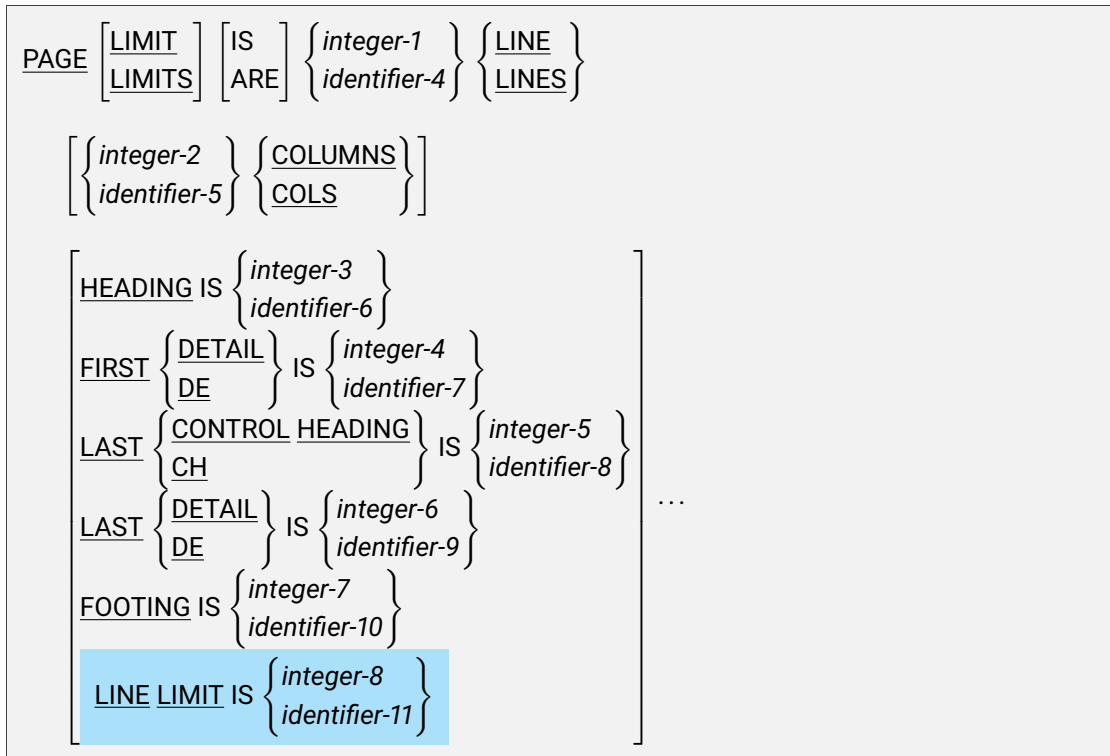 PAGE [LIMIT LIMITS] [IS ARE] {integer-1 identifier-4} {LINE LINES}
[{integer-2 identifier-5} {COLUMNS COLS}]
[HEADING IS {integer-3 identifier-6}
FIRST {DETAIL DE} IS {integer-4 identifier-7}
LAST {CONTROL HEADING CH} IS {integer-5 identifier-8}
LAST {DETAIL DE} IS {integer-6 identifier-9}
FOOTING IS {integer-7 identifier-10}
LINE LIMIT IS {integer-8 identifier-11}] ...